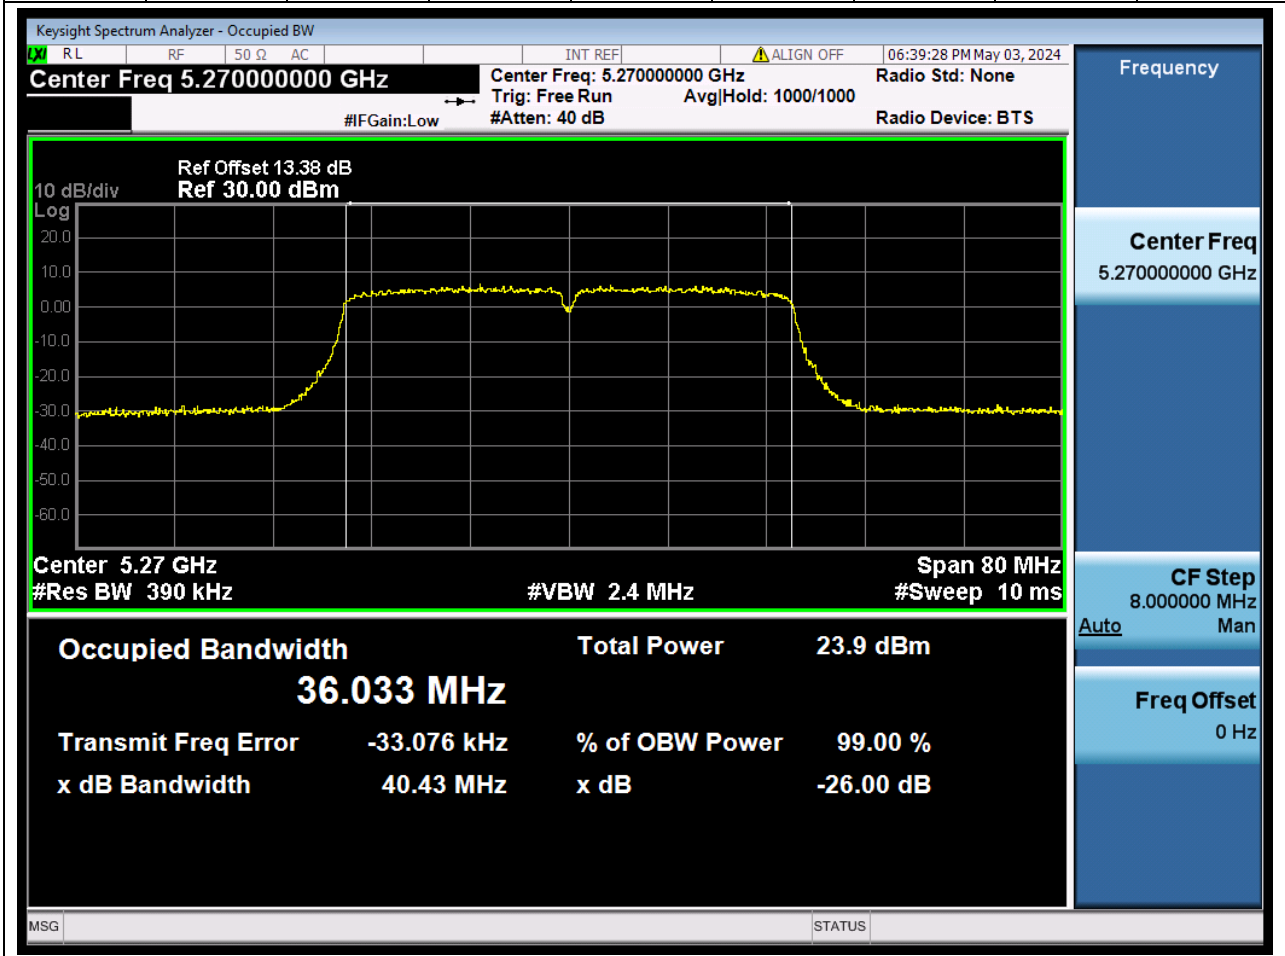 Keysight Spectrum Analyzer - Occupied BW
LXI RL RF 50 Ω AC INT REF ALIGN OFF 06:39:28 PM May 03, 2024
Center Freq 5.270000000 GHz
Center Freq: 5.270000000 GHz
Radio Std: None
Trig: Free Run Avg|Hold: 1000/1000
#IFGain:Low
#Atten: 40 dB
Radio Device: BTS
Ref Offset 13.38 dB
10 dB/div Ref 30.00 dBm
Log
20.0
10.0
0.00
-10.0
-20.0
-30.0
-40.0
-50.0
-60.0
Center 5.27 GHz Span 80 MHz
#Res BW 390 kHz #VBW 2.4 MHz #Sweep 10 ms
Occupied Bandwidth Total Power 23.9 dBm
36.033 MHz
Transmit Freq Error -33.076 kHz % of OBW Power 99.00 %
x dB Bandwidth 40.43 MHz x dB -26.00 dB
MSG STATUS
Frequency
Center Freq
5.270000000 GHz
CF Step
8.000000 MHz
Auto Man
Freq Offset
0 Hz